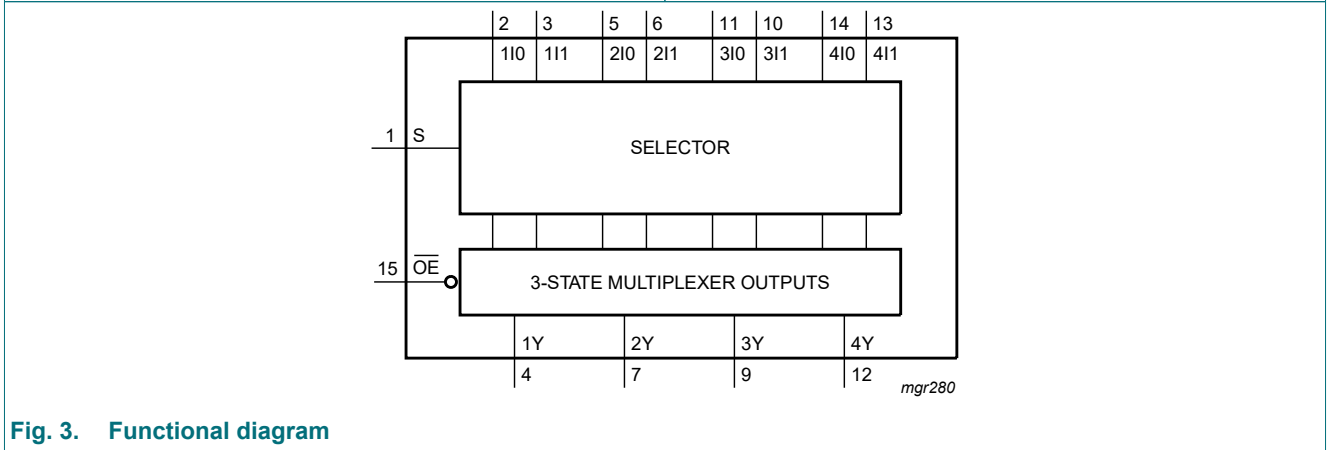 2 3 5 6 11 10 14 13
1I0 1I1 2I0 2I1 3I0 3I1 4I0 4I1
1 S
SELECTOR
15 O̅E̅
3-STATE MULTIPLEXER OUTPUTS
1Y 2Y 3Y 4Y
4 7 9 12
mgr280
Fig. 3. Functional diagram